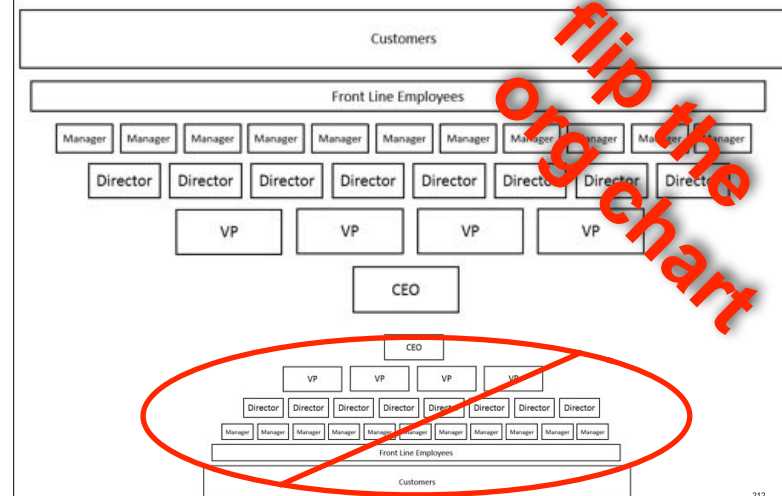 flip the
org chart
Customers
Front Line Employees
Manager Manager Manager Manager Manager Manager Manager Manager Manager Manager Manager
Director Director Director Director Director Director Director Director
VP VP VP VP
CEO
CEO
VP VP VP VP
Director Director Director Director Director Director Director Director
Manager Manager Manager Manager Manager Manager Manager Manager Manager Manager Manager
Front Line Employees
Customers
212